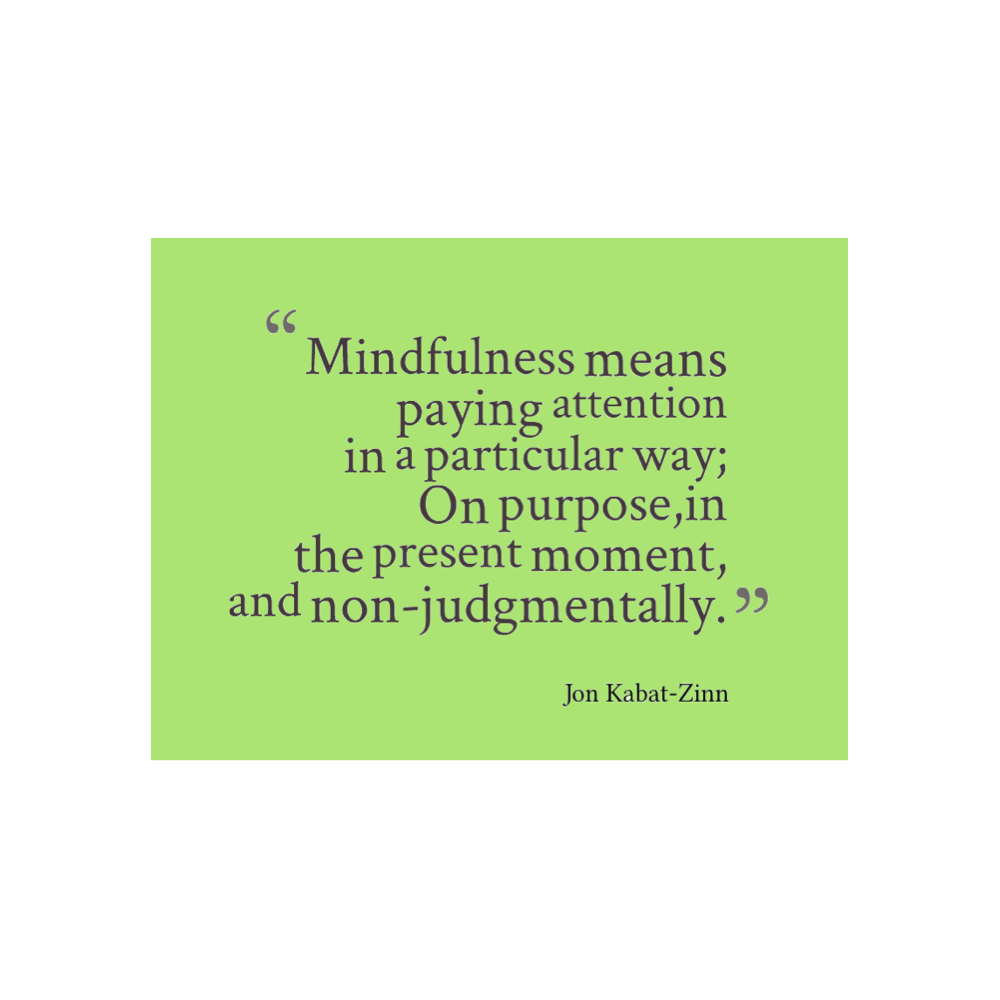 “Mindfulness means
paying attention
in a particular way;
On purpose,in
the present moment,
and non-judgmentally.”
Jon Kabat-Zinn